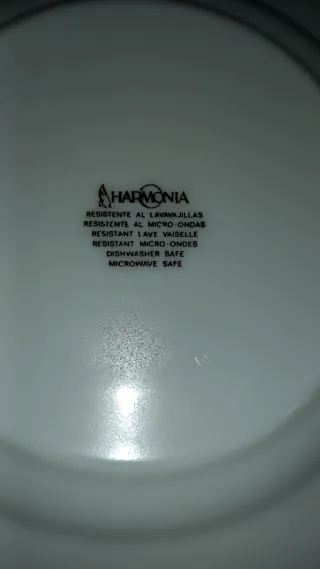 HARMONIA
RESISTENTE AL LAVAVAJILLAS
RESISTENTE AL MICRO-ONDAS
RESISTANT LAVE VAISELLE
RESISTANT MICRO-ONDES
DISHWASHER SAFE
MICROWAVE SAFE